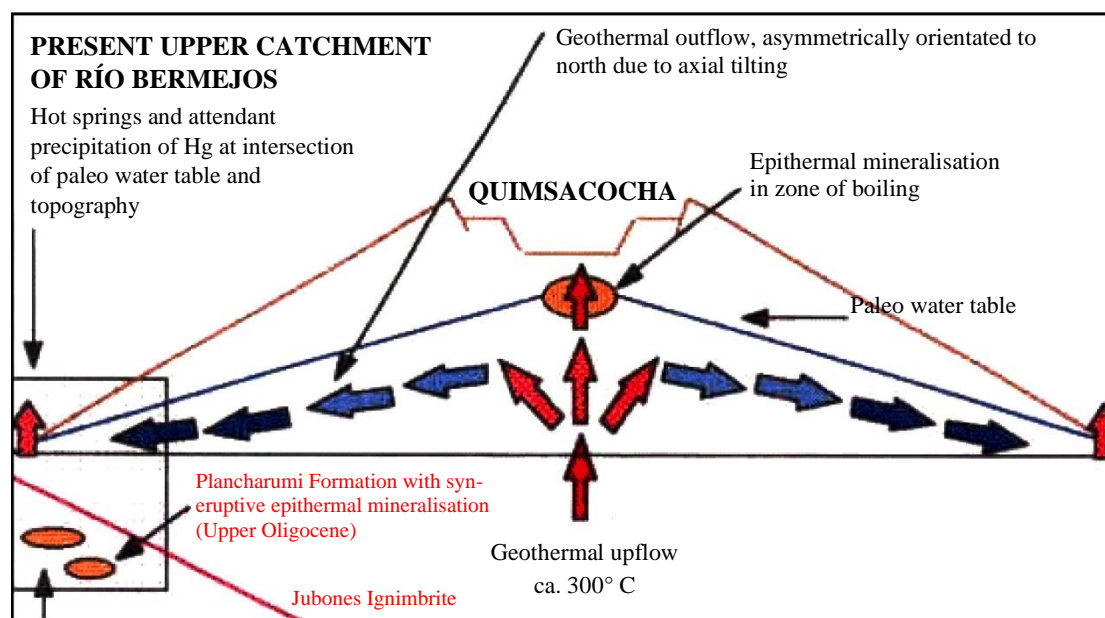 PRESENT UPPER CATCHMENT
OF RÍO BERMEJOS
Hot springs and attendant
precipitation of Hg at intersection
of paleo water table and
topography
Geothermal outflow, asymmetrically orientated to
north due to axial tilting
QUIMSACOCHA
Epithermal mineralisation
in zone of boiling
Paleo water table
Plancharumi Formation with syn-
eruptive epithermal mineralisation
(Upper Oligocene)
Geothermal upflow
ca. 300° C
Jubones Ignimbrite